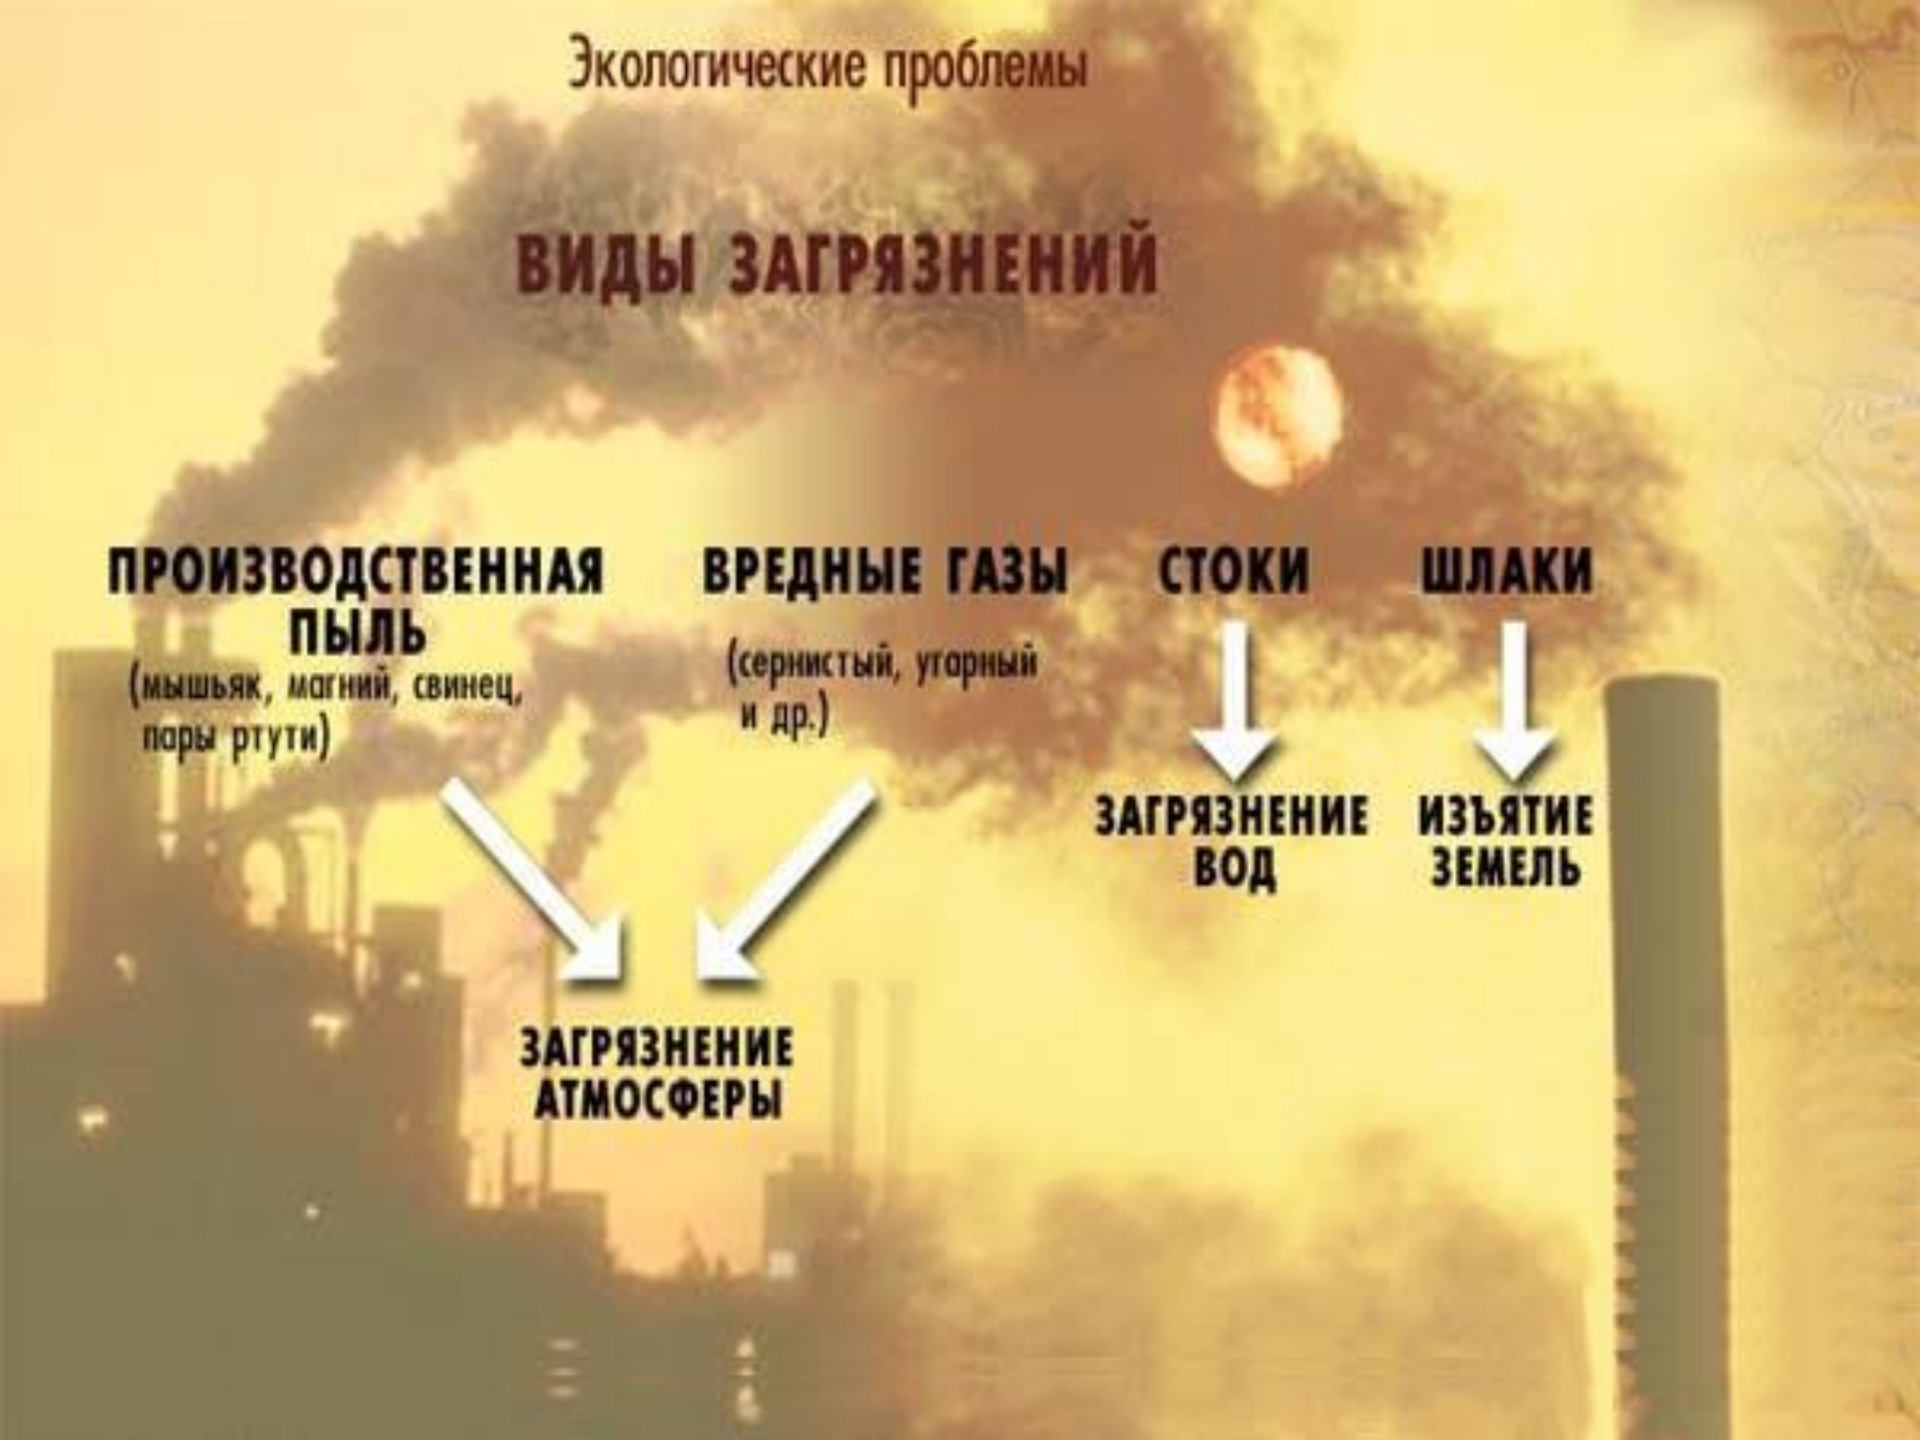 Экологические проблемы
ВИДЫ ЗАГРЯЗНЕНИЙ
ПРОИЗВОДСТВЕННАЯ
ПЫЛЬ
(мышьяк, магний, свинец,
пары ртути)
ВРЕДНЫЕ ГАЗЫ
(сернистый, угарный
и др.)
СТОКИ
ШЛАКИ
ЗАГРЯЗНЕНИЕ
ВОД
ИЗЪЯТИЕ
ЗЕМЕЛЬ
ЗАГРЯЗНЕНИЕ
АТМОСФЕРЫ